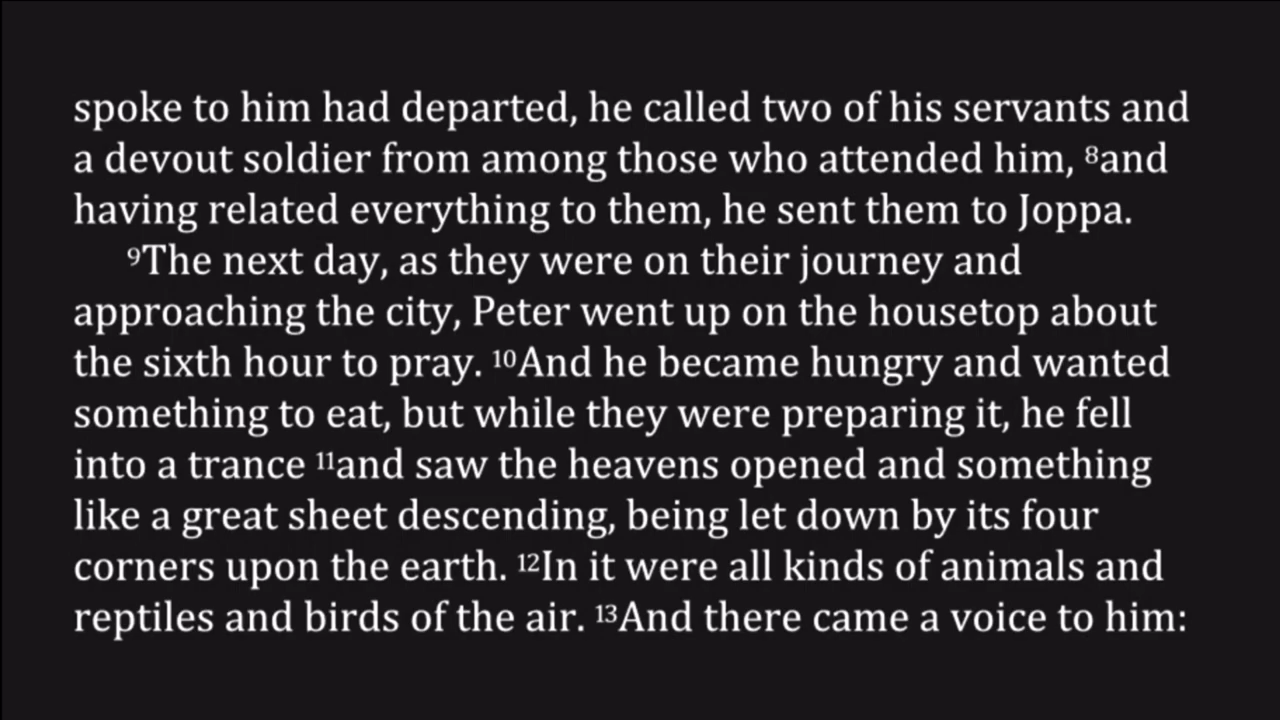 spoke to him had departed, he called two of his servants and
a devout soldier from among those who attended him, ⁸and
having related everything to them, he sent them to Joppa.
⁹The next day, as they were on their journey and
approaching the city, Peter went up on the housetop about
the sixth hour to pray. ¹⁰And he became hungry and wanted
something to eat, but while they were preparing it, he fell
into a trance ¹¹and saw the heavens opened and something
like a great sheet descending, being let down by its four
corners upon the earth. ¹²In it were all kinds of animals and
reptiles and birds of the air. ¹³And there came a voice to him: